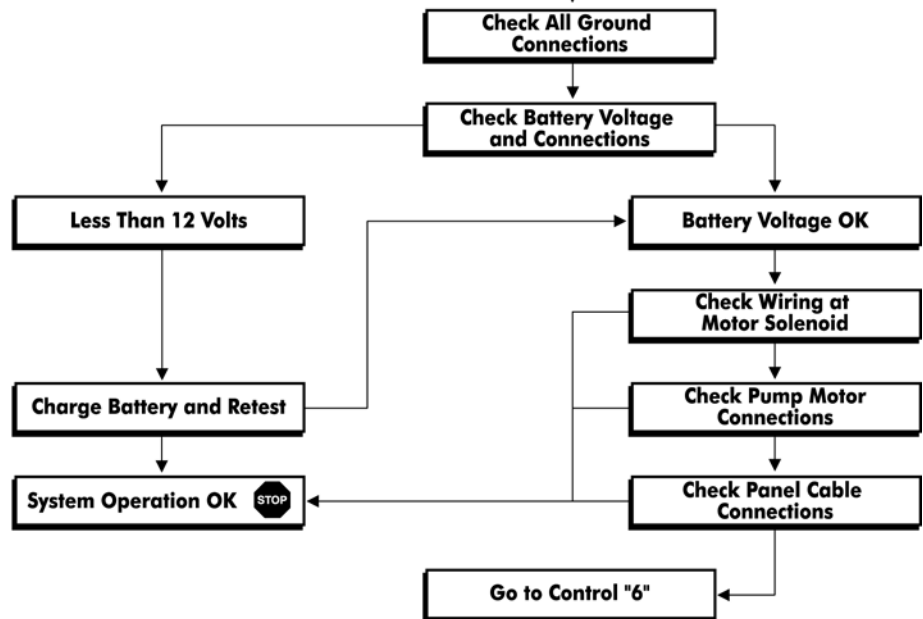 Check All Ground
Connections
Check Battery Voltage
and Connections
Less Than 12 Volts
Battery Voltage OK
Check Wiring at
Motor Solenoid
Charge Battery and Retest
Check Pump Motor
Connections
System Operation OK
STOP
Check Panel Cable
Connections
Go to Control "6"